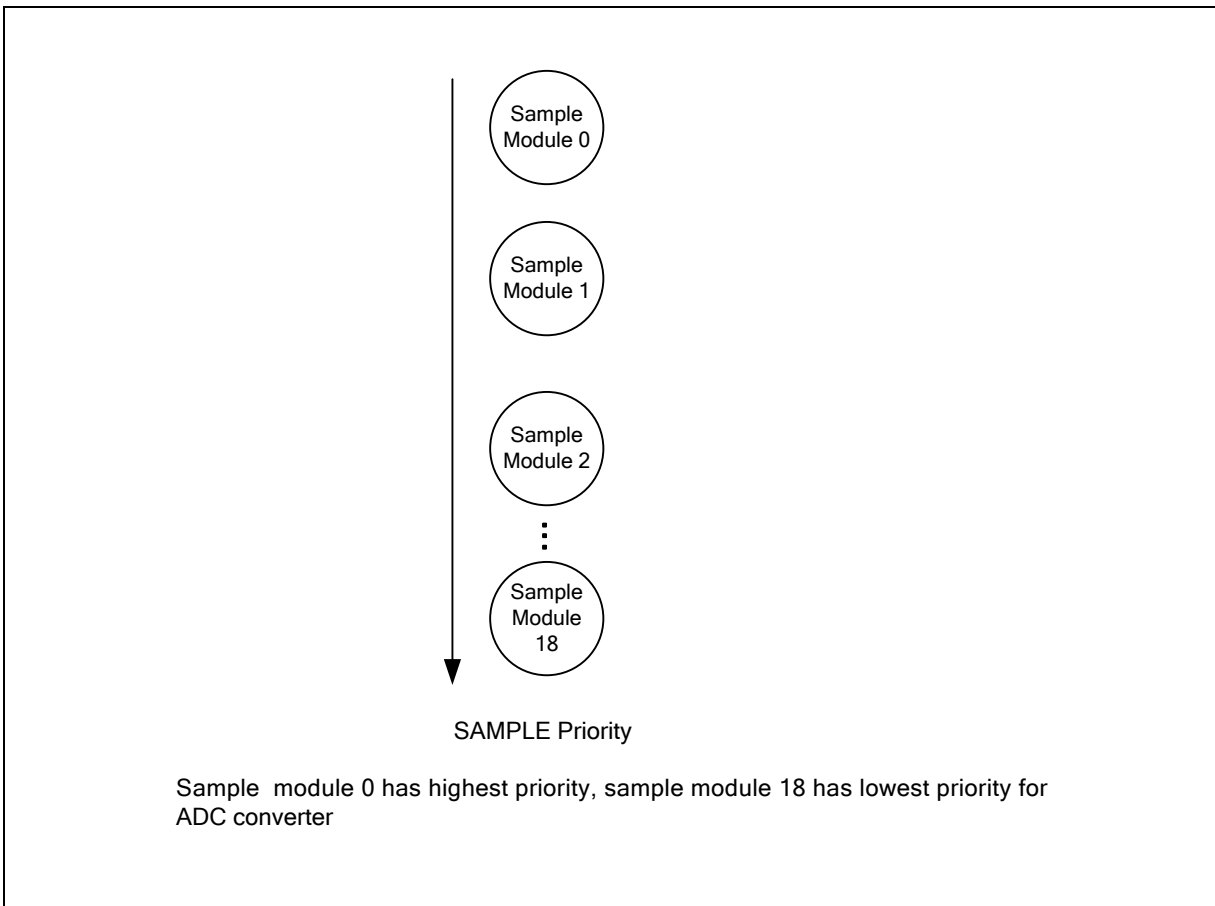 Sample
Module 0
Sample
Module 1
Sample
Module 2
Sample
Module
18
SAMPLE Priority
Sample module 0 has highest priority, sample module 18 has lowest priority for
ADC converter